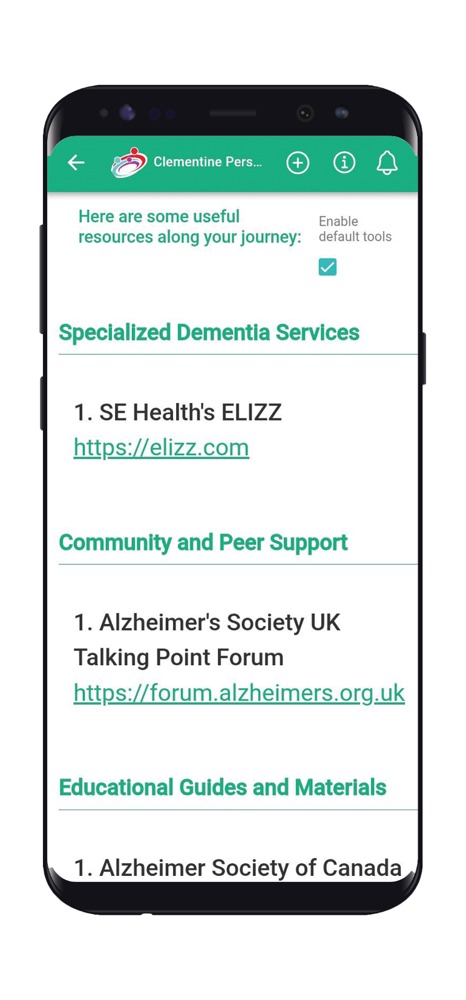 Clementine Pers...
Here are some useful
resources along your journey:
Enable
default tools
Specialized Dementia Services
1. SE Health's ELIZZ
https://elizz.com
Community and Peer Support
1. Alzheimer's Society UK
Talking Point Forum
https://forum.alzheimers.org.uk
Educational Guides and Materials
1. Alzheimer Society of Canada